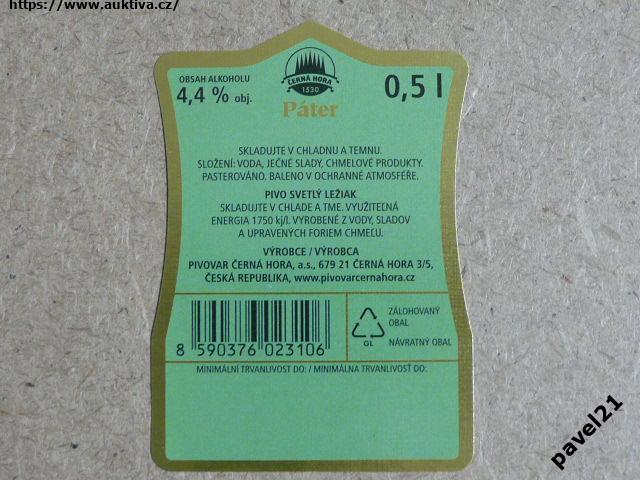 https://www.auktiva.cz/
OBSAH ALKOHOLU
4,4 % obj.
ČERNÁ HORA
1530
Páter
0,5 l
SKLADUJTE V CHLADNU A TEMNU.
SLOŽENÍ: VODA, JEČNÉ SLADY, CHMELOVÉ PRODUKTY.
PASTEROVÁNO. BALENO V OCHRANNÉ ATMOSFÉŘE.
PIVO SVETLÝ LEŽIAK
SKLADUJTE V CHLADE A TME. VYUŽITEĽNÁ
ENERGIA 1750 kj/l. VYROBENÉ Z VODY, SLADOV
A UPRAVENÝCH FORIEM CHMEĽU.
VÝROBCE / VÝROBCA
PIVOVAR ČERNÁ HORA, a.s., 679 21 ČERNÁ HORA 3/5,
ČESKÁ REPUBLIKA, www.pivovarcernahora.cz
8 590376 023106
GL
ZÁLOHOVANÝ
OBAL
NÁVRATNÝ OBAL
MINIMÁLNÍ TRVANLIVOST DO: / MINIMÁLNA TRVANLIVOSŤ DO:
pavel21